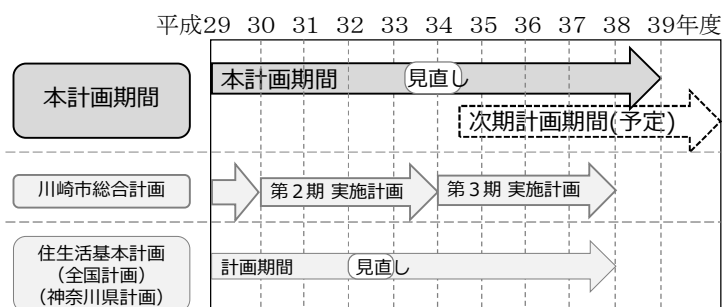 平成29 30 31 32 33 34 35 36 37 38 39年度
本計画期間
本計画期間 見直し
次期計画期間(予定)
川崎市総合計画
第2期 実施計画 第3期 実施計画
住生活基本計画
(全国計画)
(神奈川県計画)
計画期間 見直し